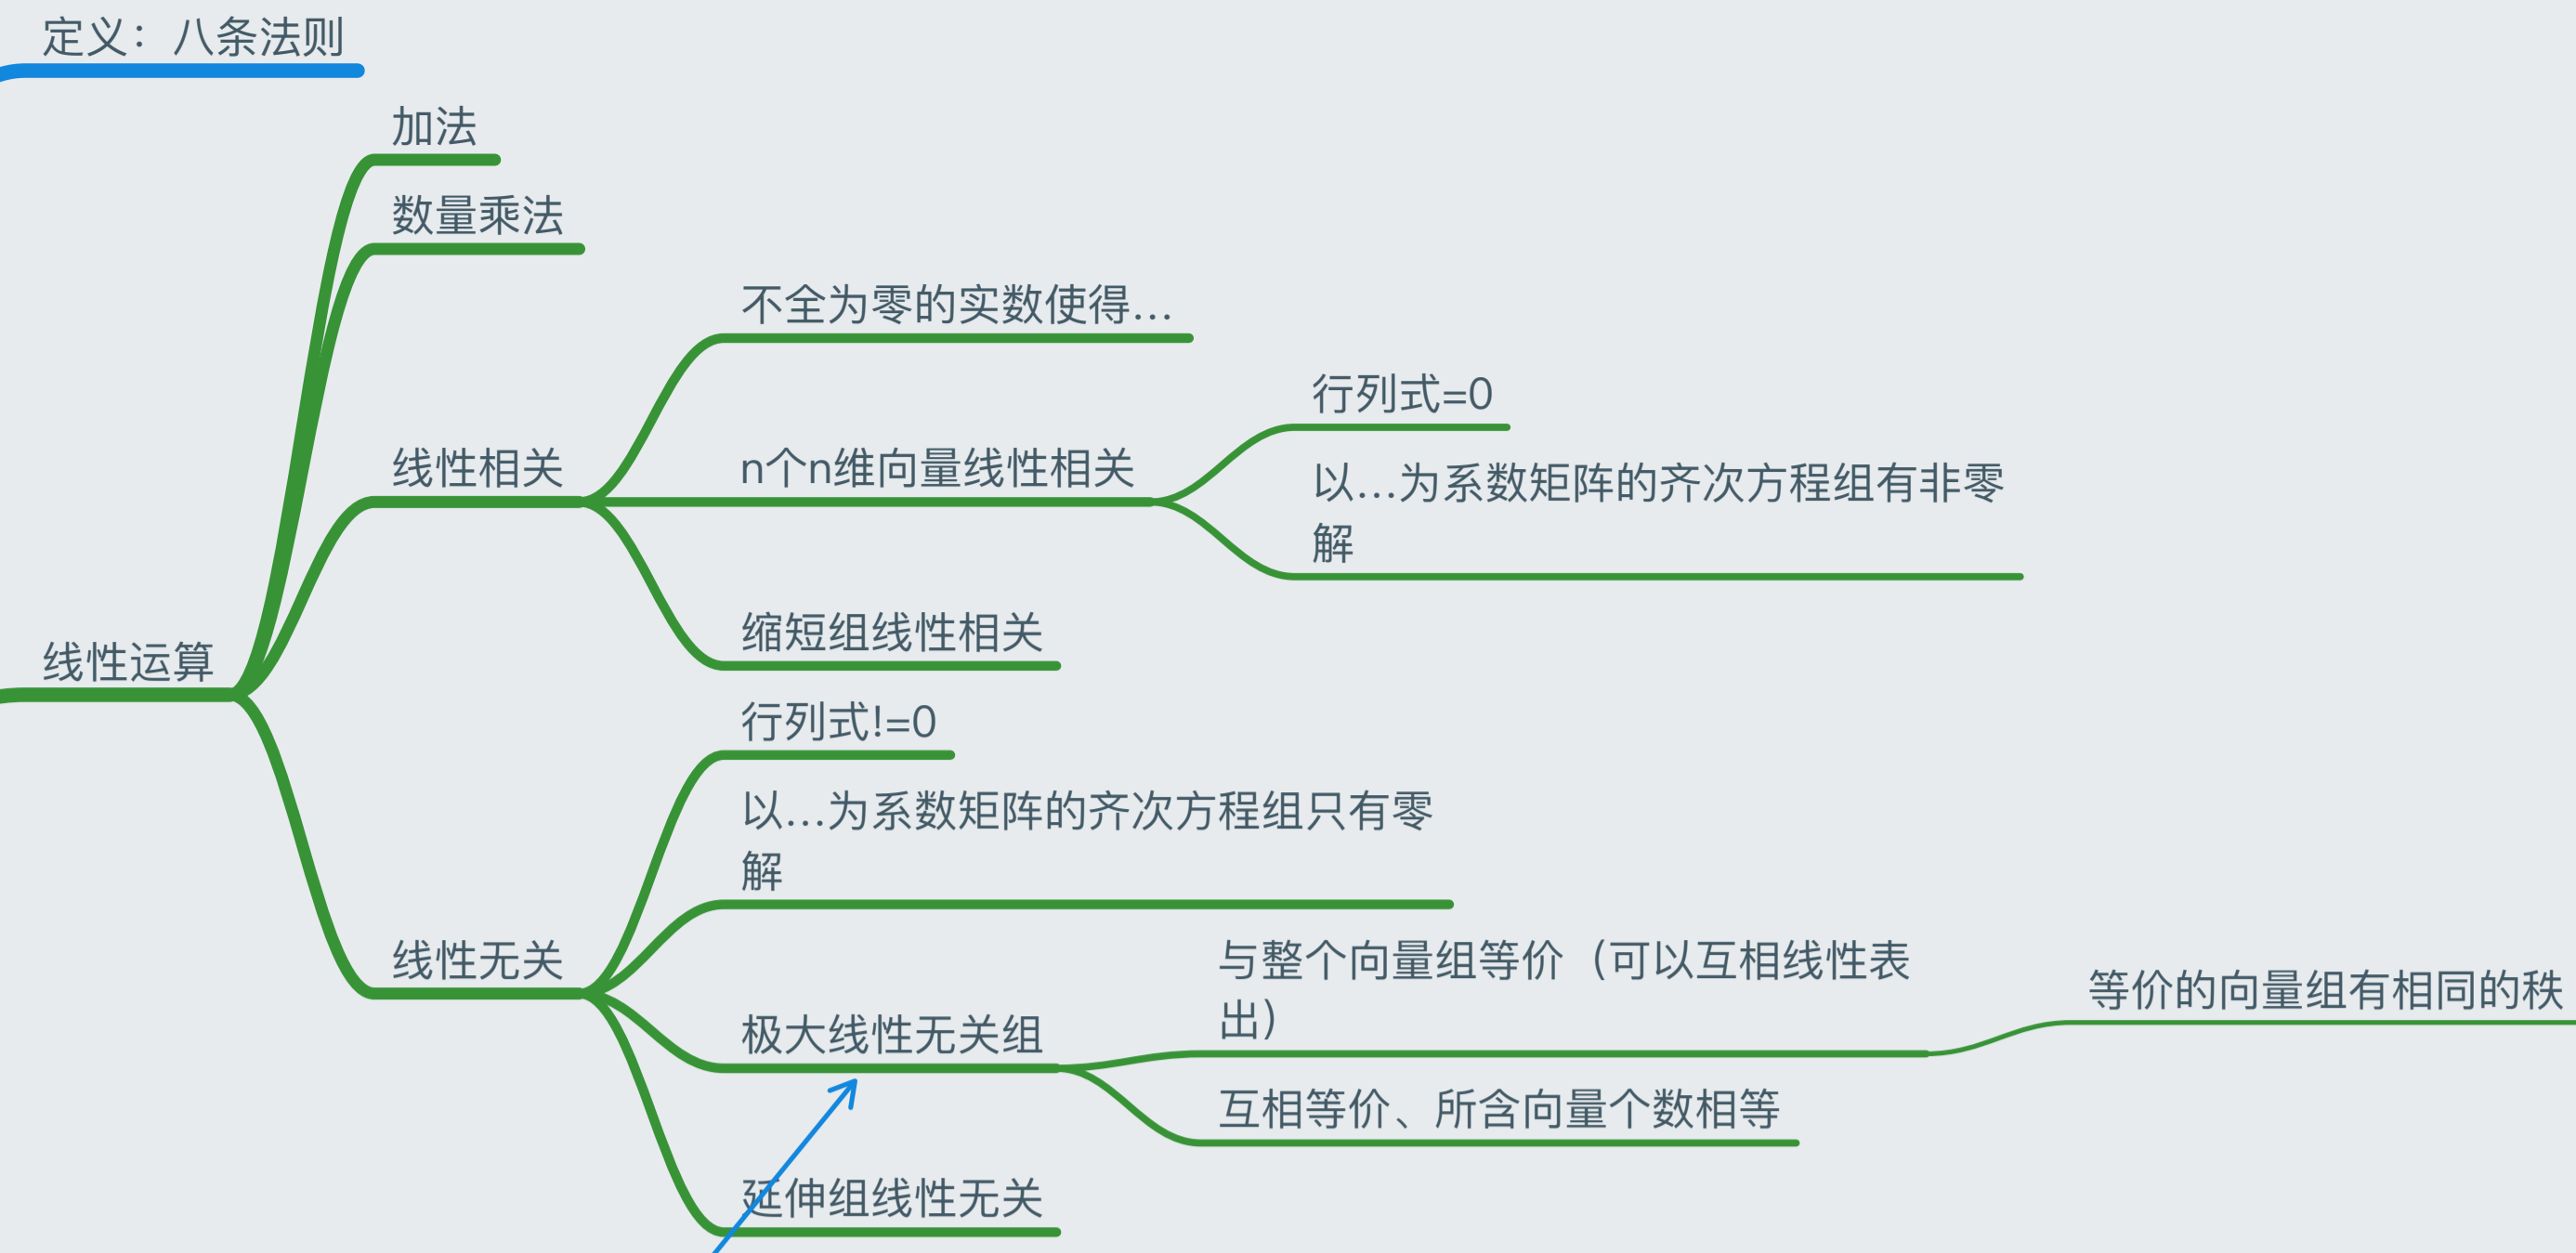 定义：八条法则
加法
数量乘法
不全为零的实数使得...
行列式=0
线性相关
n个n维向量线性相关
以...为系数矩阵的齐次方程组有非零
解
缩短组线性相关
线性运算
行列式!=0
以...为系数矩阵的齐次方程组只有零
解
线性无关
与整个向量组等价（可以互相线性表
出）
等价的向量组有相同的秩
极大线性无关组
互相等价、所含向量个数相等
延伸组线性无关